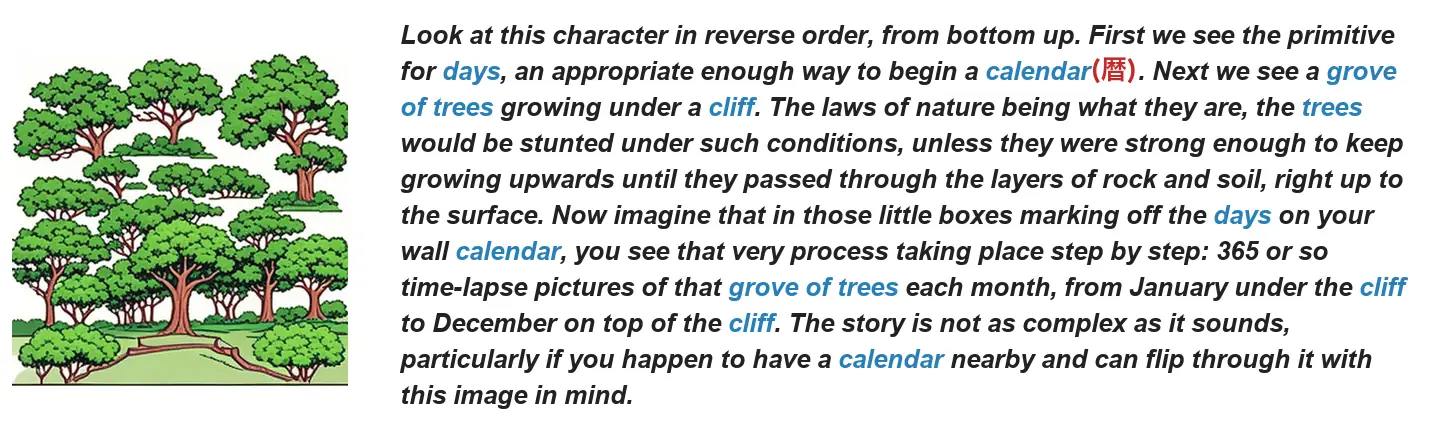 Look at this character in reverse order, from bottom up. First we see the primitive
for days, an appropriate enough way to begin a calendar(暦). Next we see a grove
of trees growing under a cliff. The laws of nature being what they are, the trees
would be stunted under such conditions, unless they were strong enough to keep
growing upwards until they passed through the layers of rock and soil, right up to
the surface. Now imagine that in those little boxes marking off the days on your
wall calendar, you see that very process taking place step by step: 365 or so
time-lapse pictures of that grove of trees each month, from January under the cliff
to December on top of the cliff. The story is not as complex as it sounds,
particularly if you happen to have a calendar nearby and can flip through it with
this image in mind.